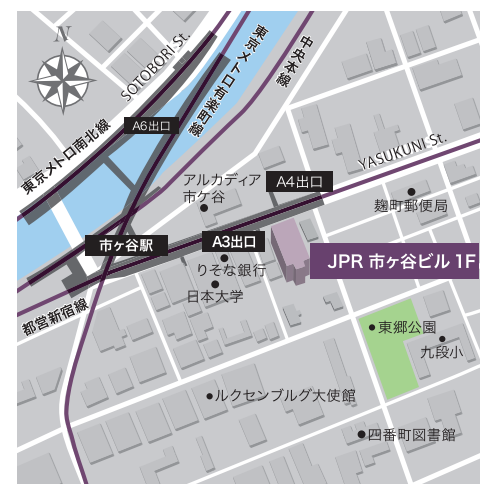 N
SOTOBORI St.
東京メトロ有楽町線
中央本線
東京メトロ南北線
A6出口
YASUKUNI St.
アルカディア
市ケ谷
A4出口
麹町郵便局
市ヶ谷駅
A3出口
JPR 市ヶ谷ビル 1F
りそな銀行
日本大学
都営新宿線
東郷公園
九段小
ルクセンブルグ大使館
四番町図書館